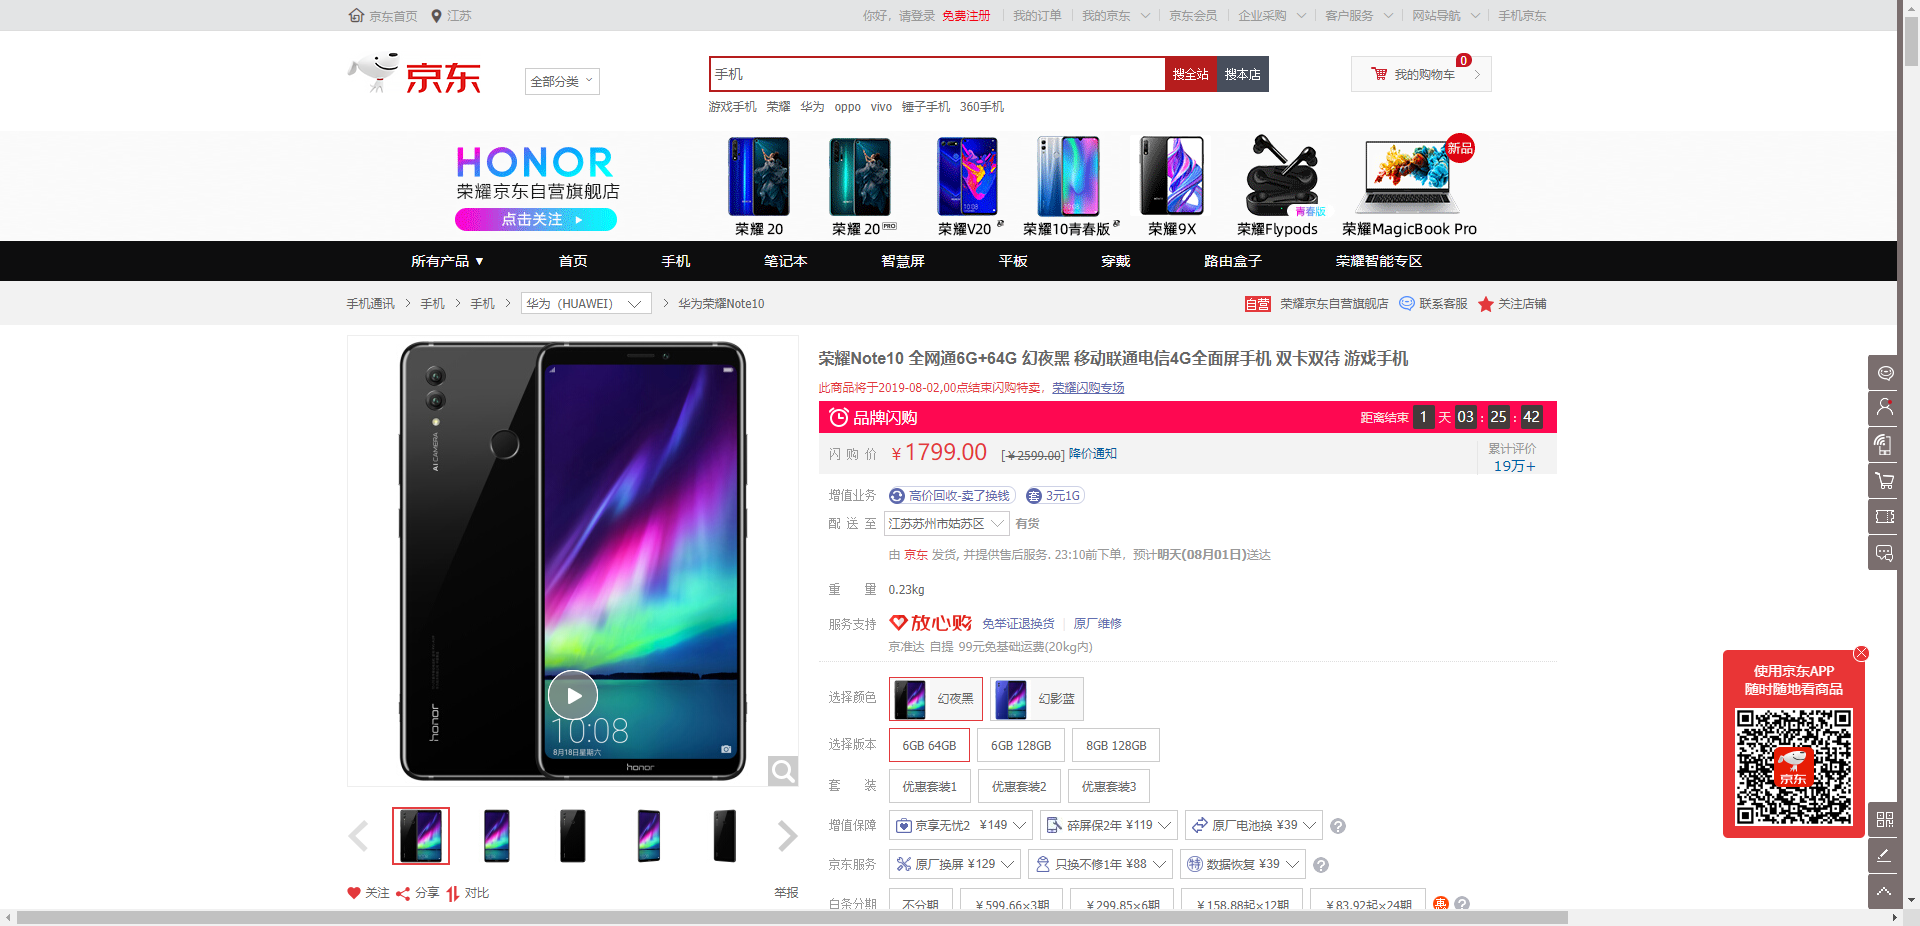 京东首页 江苏
你好，请登录 免费注册 我的订单 我的京东 京东会员 企业采购 客户服务 网站导航 手机京东
京东
全部分类
手机 搜全站 搜本店
0
我的购物车
游戏手机 荣耀 华为 oppo vivo 锤子手机 360手机
HONOR
荣耀京东自营旗舰店
点击关注
新品
青春版
荣耀 20 荣耀 20 PRO 荣耀V20 荣耀10青春版 荣耀9X 荣耀Flypods 荣耀MagicBook Pro
所有产品 首页 手机 笔记本 智慧屏 平板 穿戴 路由盒子 荣耀智能专区
手机通讯 > 手机 > 手机 > 华为（HUAWEI） > 华为荣耀Note10
自营 荣耀京东自营旗舰店 联系客服 关注店铺
AI CAMERA
honor
10:08
8月18日星期六
honor
关注 分享 对比 举报
荣耀Note10 全网通6G+64G 幻夜黑 移动联通电信4G全面屏手机 双卡双待 游戏手机
此商品将于2019-08-02,00点结束闪购特卖，荣耀闪购专场
品牌闪购 距离结束 1 天 03 : 25 : 42
闪购价 ￥1799.00 [￥2599.00] 降价通知
累计评价
19万+
增值业务 高价回收-卖了换钱 套 3元1G
配送至 江苏苏州市姑苏区 有货
由 京东 发货, 并提供售后服务. 23:10前下单，预计明天(08月01日)送达
重量 0.23kg
服务支持 放心购 免举证退换货 原厂维修
京准达 自提 99元免基础运费(20kg内)
选择颜色 幻夜黑 幻影蓝
选择版本 6GB 64GB 6GB 128GB 8GB 128GB
套装 优惠套装1 优惠套装2 优惠套装3
增值保障 京享无忧2 ¥149 碎屏保2年 ¥119 原厂电池换 ¥39 ?
京东服务 原厂换屏 ¥129 只换不修1年 ¥88 特 数据恢复 ¥39 ?
白条分期 不分期 ￥599.66×3期 ￥299.85×6期 ￥158.88起×12期 ￥83.92起×24期 惠 ?
使用京东APP
随时随地看商品
京东